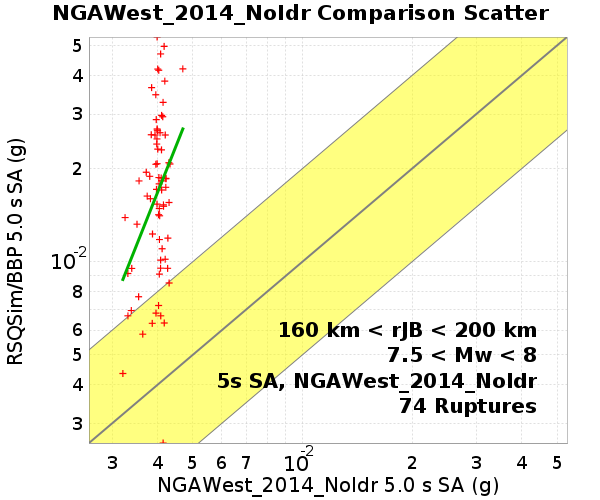 NGAWest_2014_NoIdr Comparison Scatter
5
4
3
2
10-2
8
6
5
4
3
RSQSim/BBP 5.0 s SA (g)
160 km < rJB < 200 km
7.5 < Mw < 8
5s SA, NGAWest_2014_NoIdr
74 Ruptures
3 4 5 6 7 10-2 2 3 4 5
NGAWest_2014_NoIdr 5.0 s SA (g)